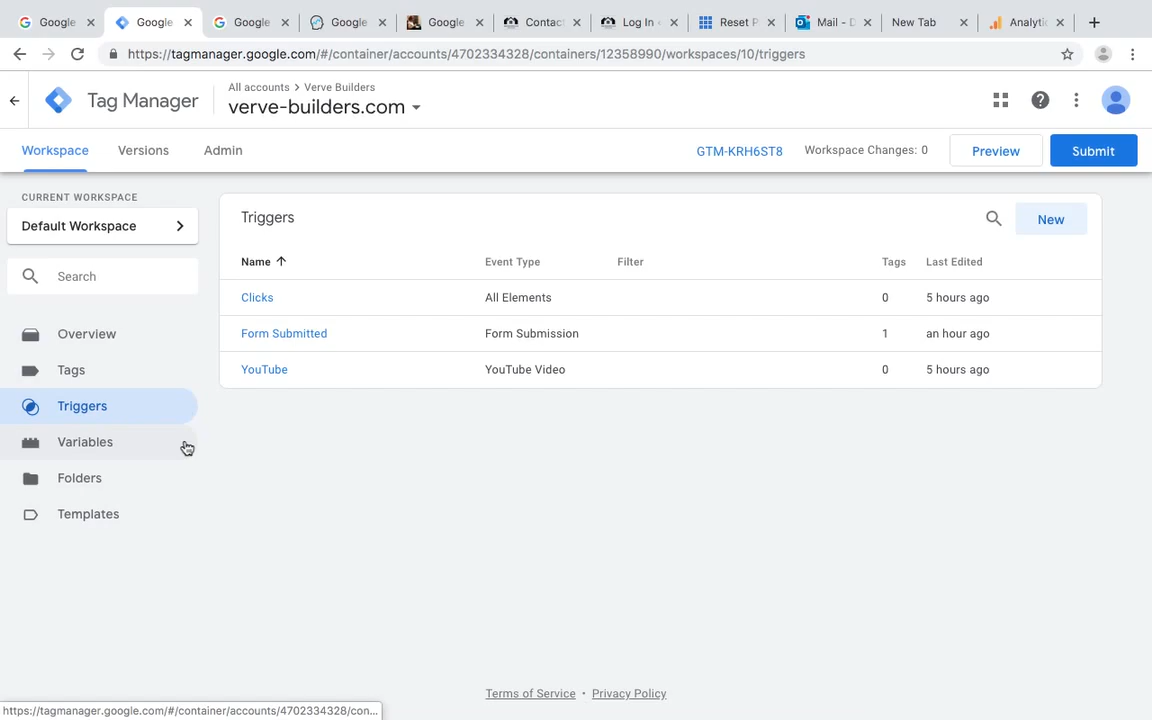 Google
Google
Google
Google
Google
Contact
Log In
Reset P
Mail - D
New Tab
Analytic
https://tagmanager.google.com/#/container/accounts/4702334328/containers/12358990/workspaces/10/triggers
Tag Manager
All accounts > Verve Builders
verve-builders.com
Workspace
Versions
Admin
GTM-KRH6ST8
Workspace Changes: 0
Preview
Submit
CURRENT WORKSPACE
Default Workspace
Search
Overview
Tags
Triggers
Variables
Folders
Templates
Triggers
New
Name Event Type Filter Tags Last Edited
Clicks All Elements 0 5 hours ago
Form Submitted Form Submission 1 an hour ago
YouTube YouTube Video 0 5 hours ago
Terms of Service • Privacy Policy
https://tagmanager.google.com/#/container/accounts/4702334328/con...